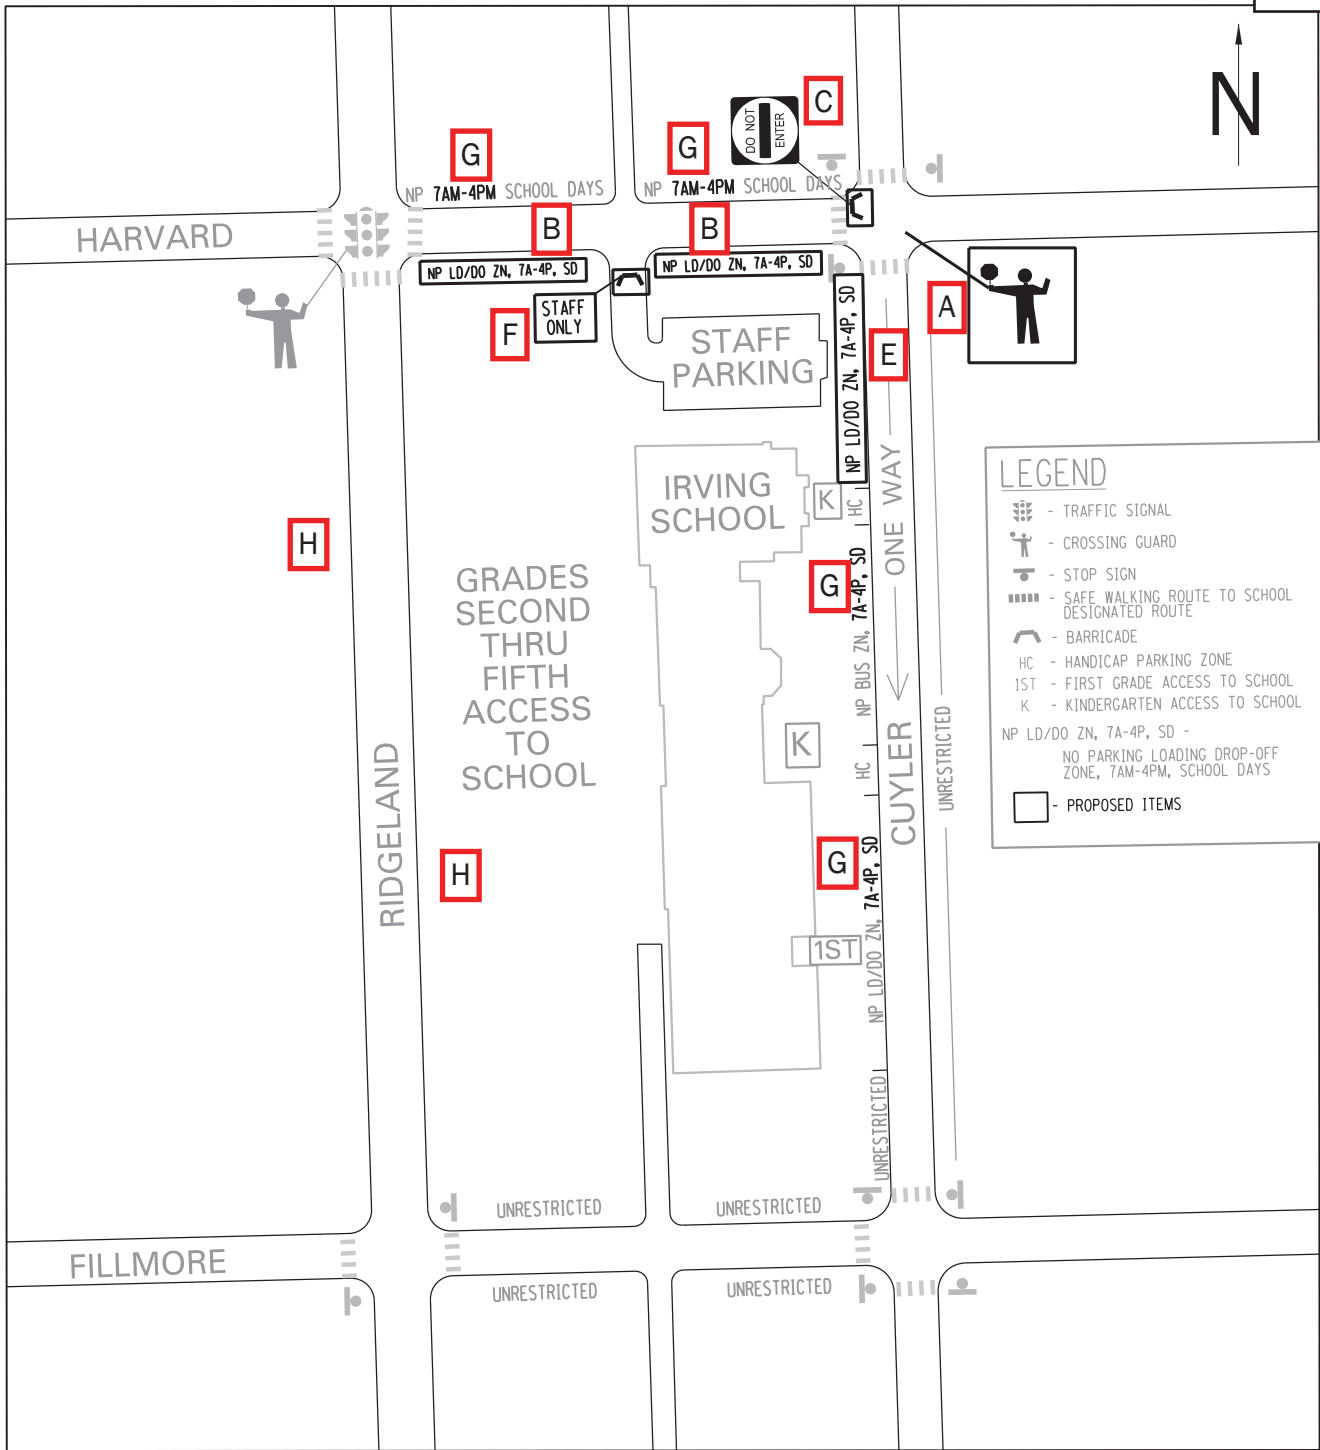 N
C
DO NOT
ENTER
G
G
NP 7AM-4PM SCHOOL DAYS
NP 7AM-4PM SCHOOL DAYS
HARVARD
B
B
NP LD/DO ZN, 7A-4P, SD
NP LD/DO ZN, 7A-4P, SD
STAFF
ONLY
F
A
E
STAFF
PARKING
NP LD/DO ZN, 7A-4P, SD
ONE WAY
IRVING
SCHOOL
K
HC
H
GRADES
SECOND
THRU
FIFTH
ACCESS
TO
SCHOOL
G
NP BUS ZN, 7A-4P, SD
K
HC
RIDGELAND
CUYLER
UNRESTRICTED
H
G
NP LD/DO ZN, 7A-4P, SD
1ST
UNRESTRICTED
LEGEND
- TRAFFIC SIGNAL
- CROSSING GUARD
- STOP SIGN
- SAFE WALKING ROUTE TO SCHOOL
DESIGNATED ROUTE
- BARRICADE
HC - HANDICAP PARKING ZONE
1ST - FIRST GRADE ACCESS TO SCHOOL
K - KINDERGARTEN ACCESS TO SCHOOL
NP LD/DO ZN, 7A-4P, SD -
NO PARKING LOADING DROP-OFF
ZONE, 7AM-4PM, SCHOOL DAYS
- PROPOSED ITEMS
UNRESTRICTED
UNRESTRICTED
FILLMORE
UNRESTRICTED
UNRESTRICTED